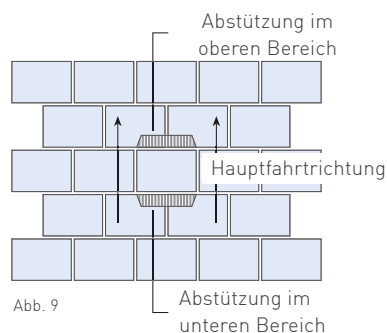 Abstützung im
oberen Bereich
Hauptfahrtrichtung
Abb. 9
Abstützung im
unteren Bereich